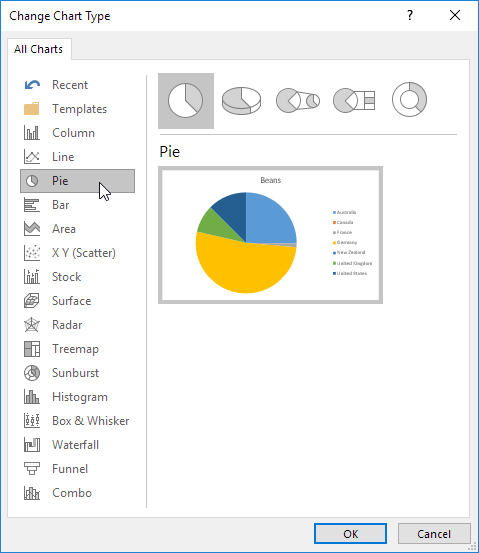 Change Chart Type
?
All Charts
Recent
Templates
Column
Line
Pie
Bar
Area
X Y (Scatter)
Stock
Surface
Radar
Treemap
Sunburst
Histogram
Box & Whisker
Waterfall
Funnel
Combo
Pie
Beans
Australia
Canada
France
Germany
New Zealand
United Kingdom
United States
OK
Cancel